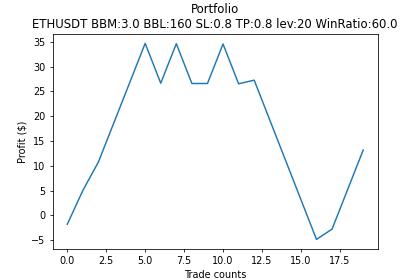 Portfolio
ETHUSDT BBM:3.0 BBL:160 SL:0.8 TP:0.8 lev:20 WinRatio:60.0
35
30
25
20
15
10
5
0
−5
Profit ($)
0.0 2.5 5.0 7.5 10.0 12.5 15.0 17.5
Trade counts